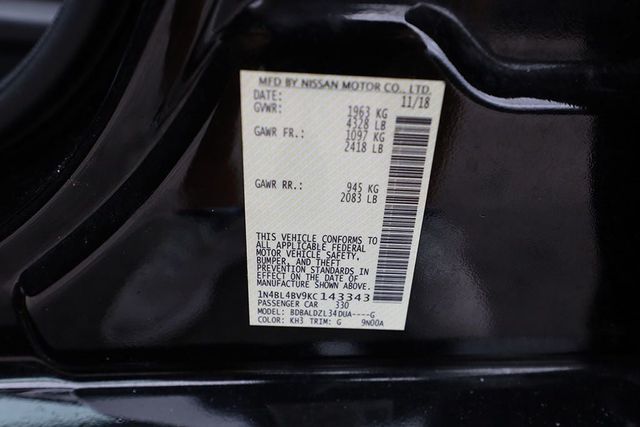 MFD BY NISSAN MOTOR CO., LTD.
DATE: 11/18
GVWR: 1963 KG
4328 LB
GAWR FR.: 1097 KG
2418 LB
GAWR RR.: 945 KG
2083 LB
THIS VEHICLE CONFORMS TO
ALL APPLICABLE FEDERAL
MOTOR VEHICLE SAFETY,
BUMPER, AND THEFT
PREVENTION STANDARDS IN
EFFECT ON THE DATE OF
MANUFACTURE SHOWN ABOVE.
1N4BL4BV9KC143343
PASSENGER CAR 330
MODEL: BDBALDZL34DUA----G
COLOR: KH3 TRIM: G 9N00A